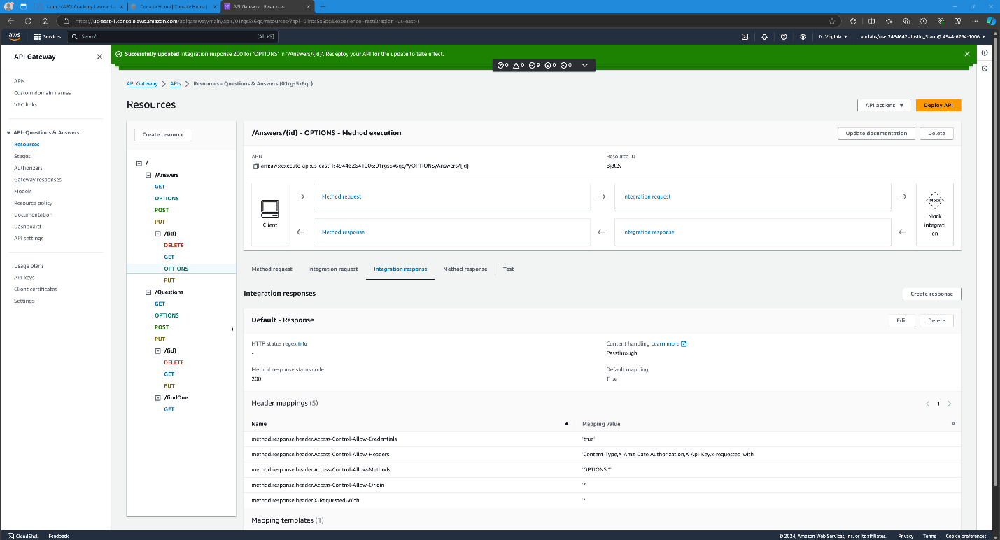 Launch AWS Academy Learner La
Console Home | Console Home |
API Gateway - Resources
https://us-east-1.console.aws.amazon.com/apigateway/main/apis/01rgs5x6qc/resources/?api=01rgs5x6qc&experience=rest&region=us-east-1
aws
Services
Search
[Alt+S]
N. Virginia
voclabs/user3484642=Justin_Starr @ 4944-6264-1006
API Gateway
Successfully updated integration response 200 for 'OPTIONS' in '/Answers/{id}'. Redeploy your API for the update to take effect.
0
0
9
0
0
APIs
Custom domain names
VPC links
API: Questions & Answers
Resources
Stages
Authorizers
Gateway responses
Models
Resource policy
Documentation
Dashboard
API settings
Usage plans
API keys
Client certificates
Settings
API Gateway
APIs
Resources - Questions & Answers (01rgs5x6qc)
Resources
API actions
Deploy API
Create resource
/
/Answers
GET
OPTIONS
POST
PUT
/{id}
DELETE
GET
OPTIONS
PUT
/Questions
GET
OPTIONS
POST
PUT
/{id}
DELETE
GET
PUT
/findOne
GET
/Answers/{id} - OPTIONS - Method execution
Update documentation
Delete
ARN
arn:aws:execute-api:us-east-1:494462641006:01rgs5x6qc/*/OPTIONS/Answers/{id}
Resource ID
8j8l2v
Client
Method request
Integration request
Method response
Integration response
Mock
Mock
integrati
on
Method request
Integration request
Integration response
Method response
Test
Integration responses
Create response
Default - Response
Edit
Delete
HTTP status regex Info
-
Content handling Learn more
Passthrough
Method response status code
200
Default mapping
True
Header mappings (5)
1
Name
Mapping value
method.response.header.Access-Control-Allow-Credentials
'true'
method.response.header.Access-Control-Allow-Headers
'Content-Type,X-Amz-Date,Authorization,X-Api-Key,x-requested-with'
method.response.header.Access-Control-Allow-Methods
'OPTIONS,*'
method.response.header.Access-Control-Allow-Origin
'*'
method.response.header.X-Requested-With
'*'
Mapping templates (1)
CloudShell
Feedback
© 2024, Amazon Web Services, Inc. or its affiliates.
Privacy
Terms
Cookie preferences